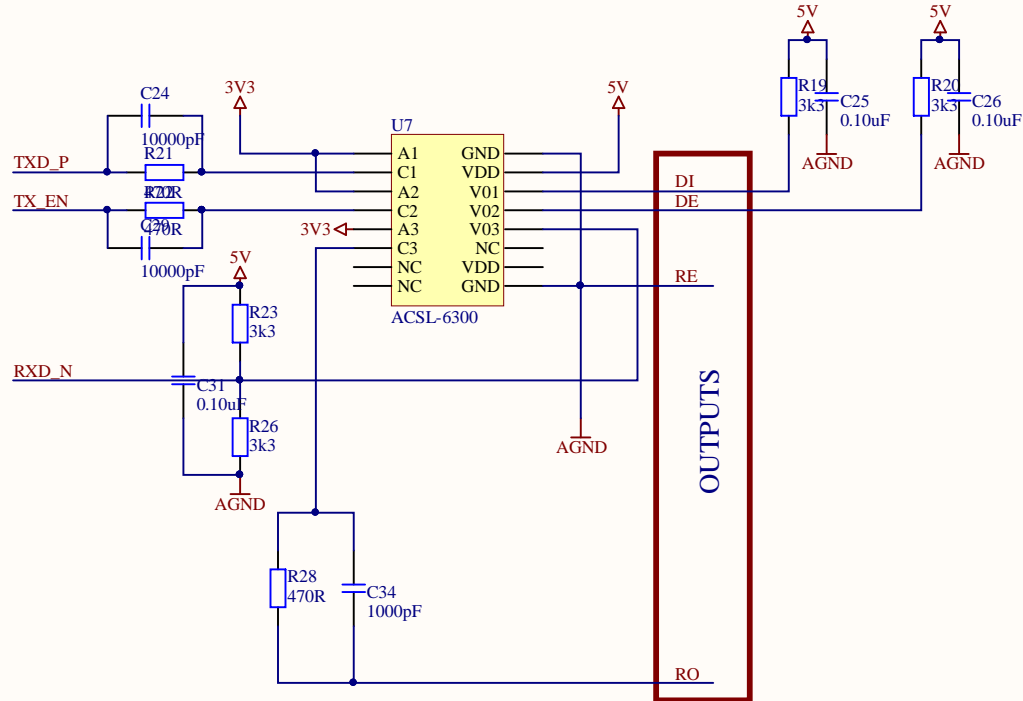 5V
5V
C24
10000pF
3V3
5V
R19
3k3
C25
0.10uF
R20
3k3
C26
0.10uF
AGND
AGND
U7
TXD_P
R21
470R
TX_EN
R22
470R
C29
10000pF
A1
C1
A2
C2
A3
C3
NC
NC
GND
VDD
V01
V02
V03
NC
VDD
GND
ACSL-6300
3V3
DI
DE
RE
5V
R23
3k3
RXD_N
C31
0.10uF
R26
3k3
AGND
AGND
OUTPUTS
R28
470R
C34
1000pF
RO